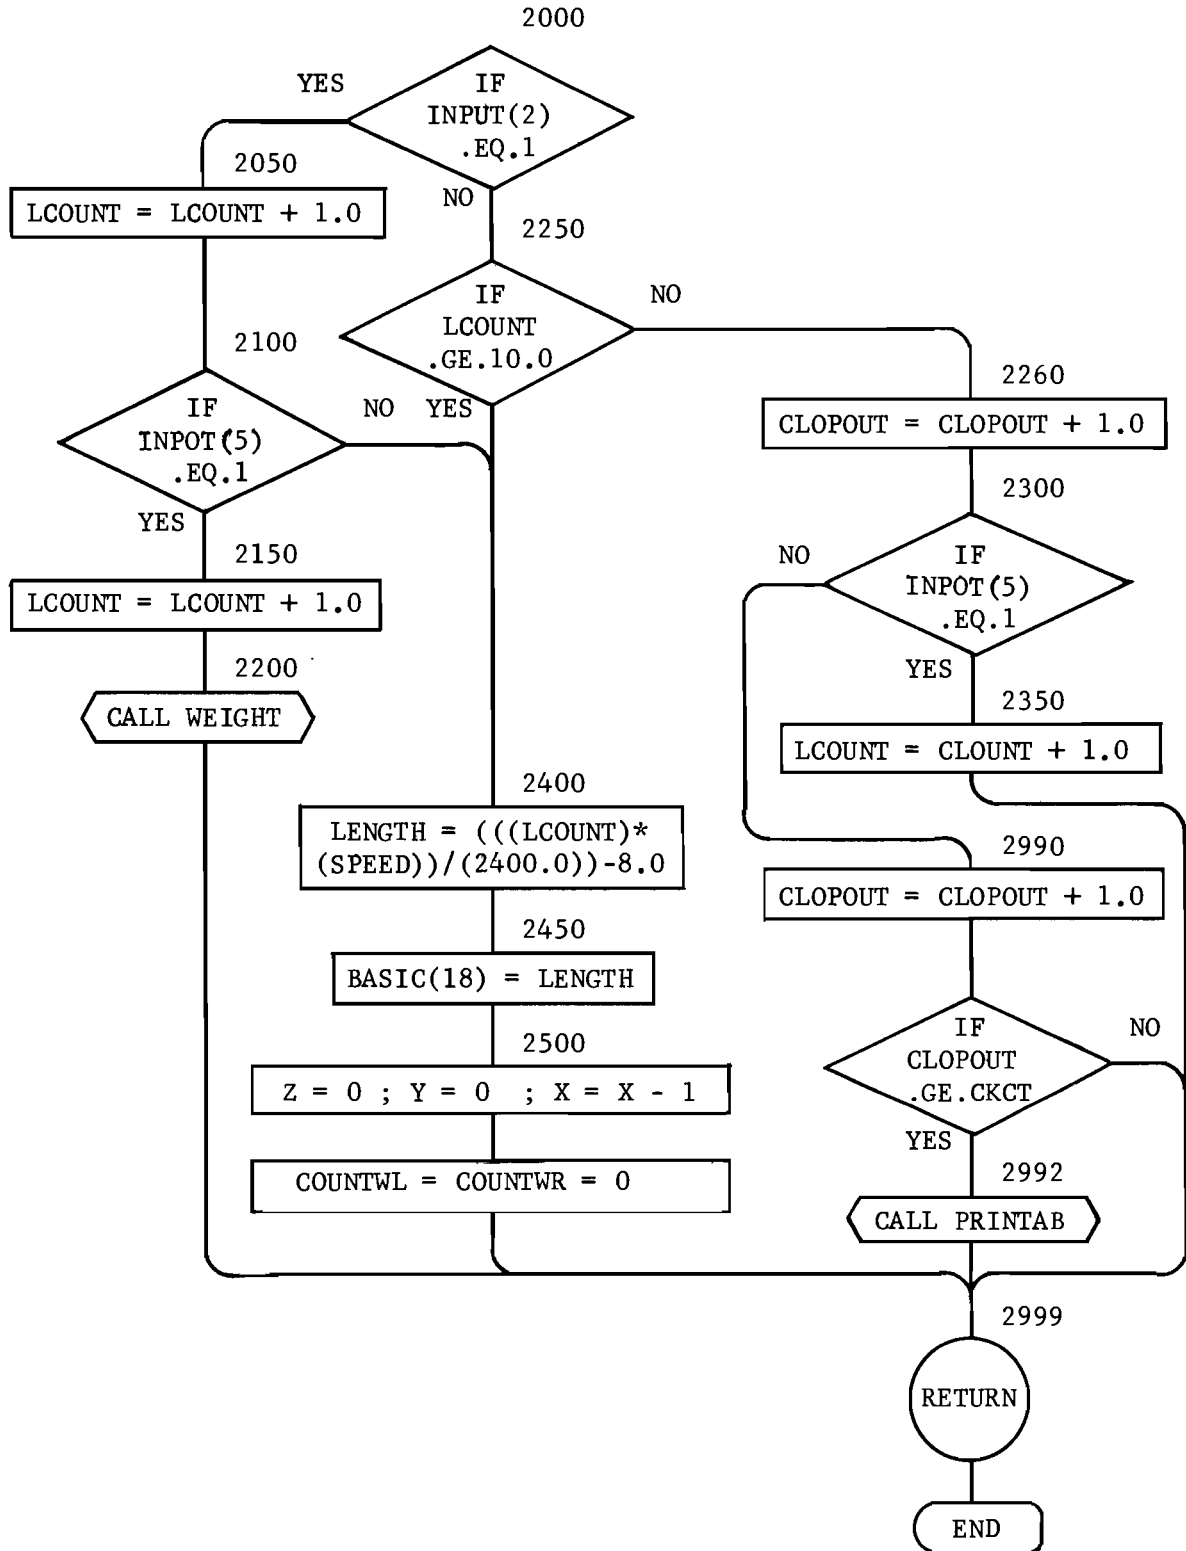 2000
YES
IF
INPUT(2)
.EQ.1
NO
2050
LCOUNT = LCOUNT + 1.0
2250
IF
LCOUNT
.GE.10.0
NO
YES
2100
IF
INPOT(5)
.EQ.1
NO
YES
2150
LCOUNT = LCOUNT + 1.0
2200
CALL WEIGHT
2400
LENGTH = (((LCOUNT)*
(SPEED))/(2400.0))-8.0
2450
BASIC(18) = LENGTH
2500
Z = 0 ; Y = 0 ; X = X - 1
COUNTWL = COUNTWR = 0
2260
CLOPOUT = CLOPOUT + 1.0
2300
NO
IF
INPOT(5)
.EQ.1
YES
2350
LCOUNT = CLOUNT + 1.0
2990
CLOPOUT = CLOPOUT + 1.0
IF
CLOPOUT
.GE.CKCT
NO
YES
2992
CALL PRINTAB
2999
RETURN
END